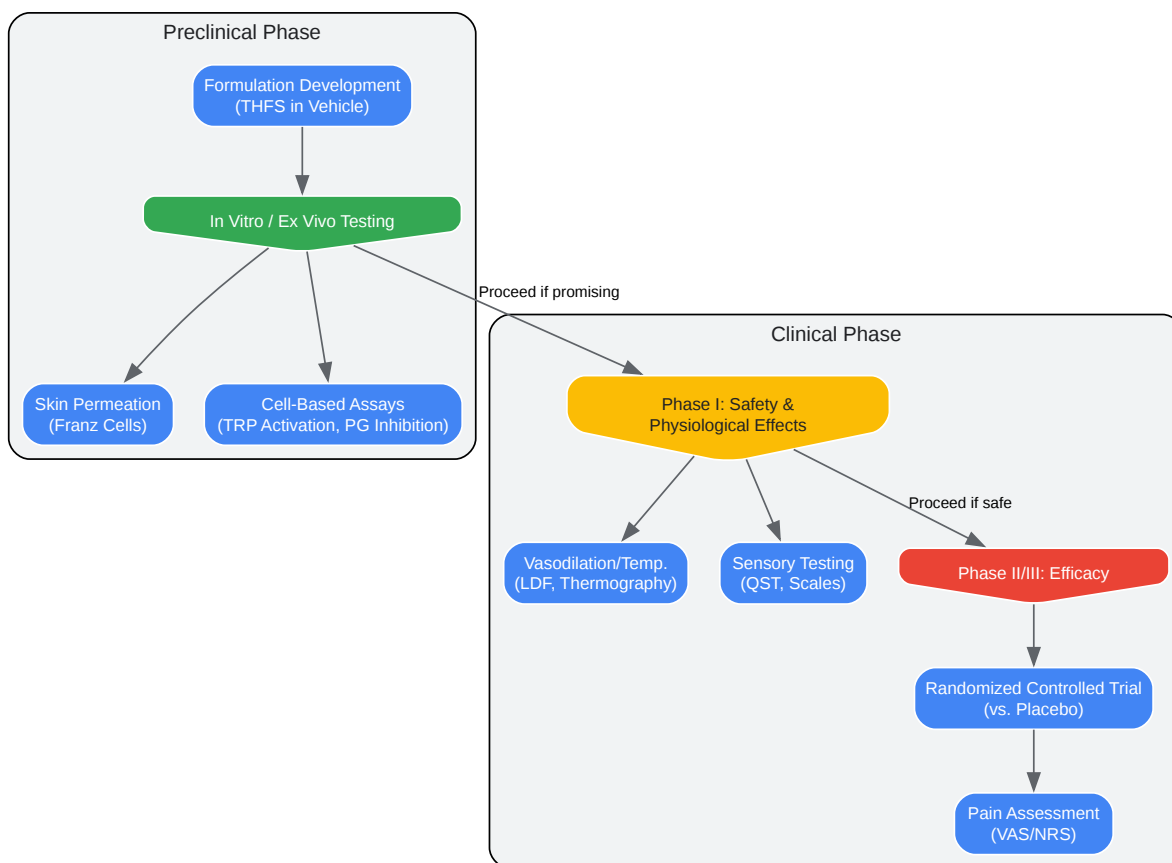 Preclinical Phase
Formulation Development
(THFS in Vehicle)
In Vitro / Ex Vivo Testing
Proceed if promising
Skin Permeation
(Franz Cells)
Cell-Based Assays
(TRP Activation, PG Inhibition)
Clinical Phase
Phase I: Safety &
Physiological Effects
Proceed if safe
Vasodilation/Temp.
(LDF, Thermography)
Sensory Testing
(QST, Scales)
Phase II/III: Efficacy
Randomized Controlled Trial
(vs. Placebo)
Pain Assessment
(VAS/NRS)